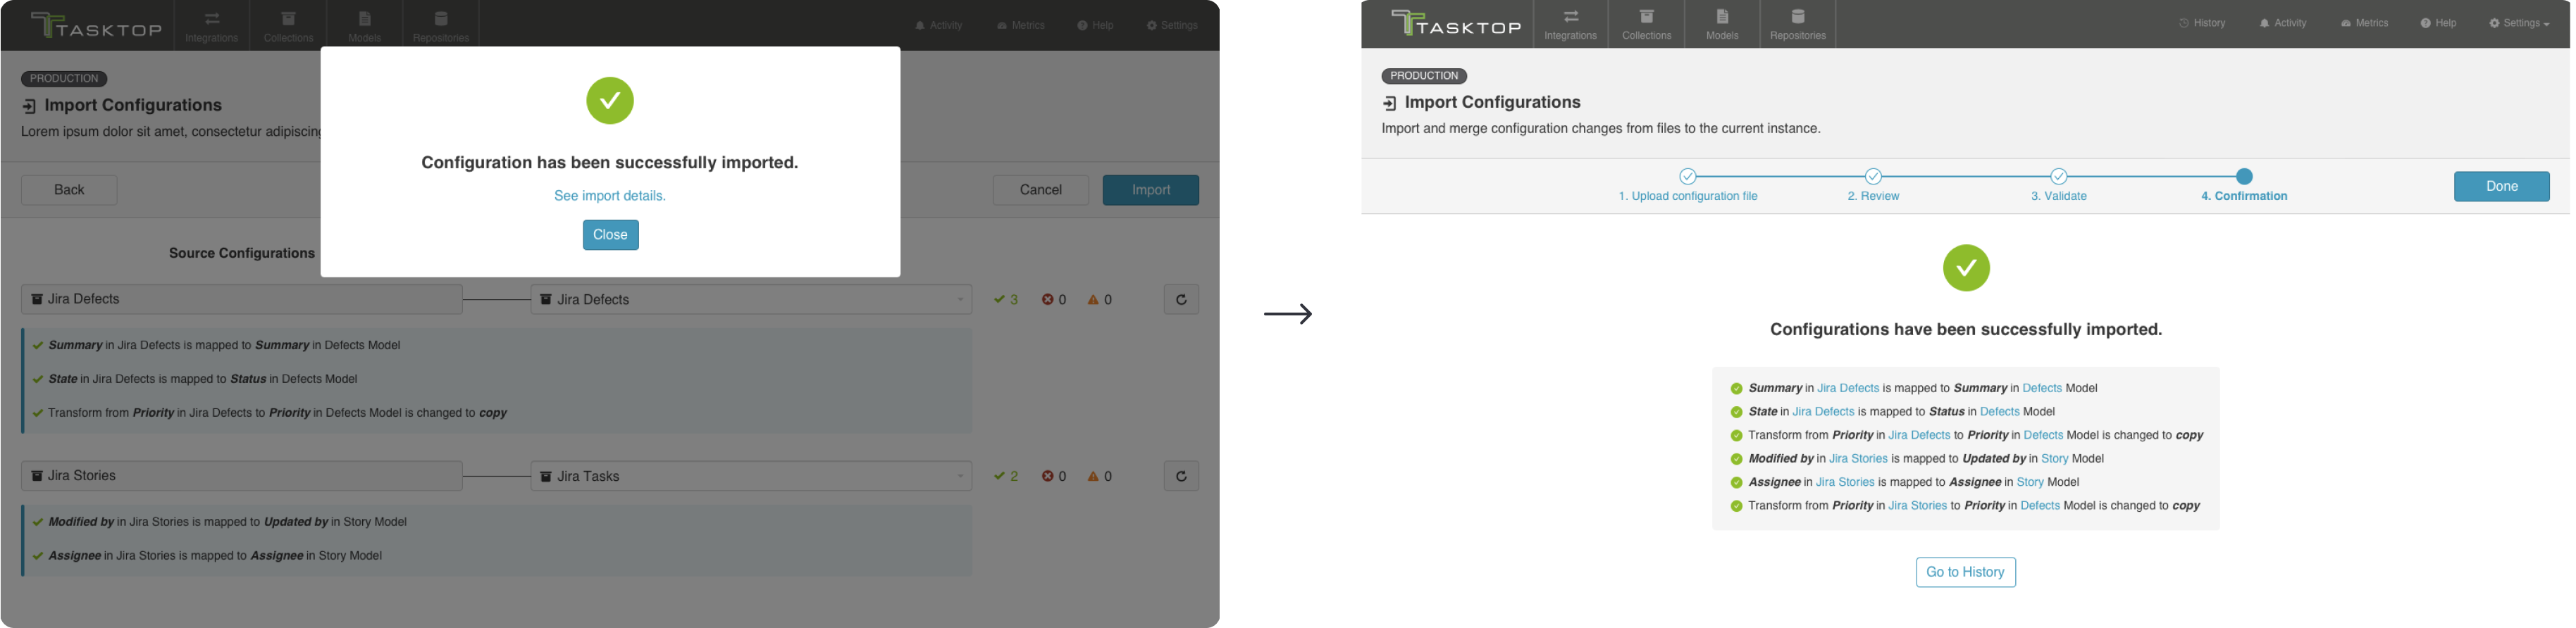 TASKTOP
Integrations
Collections
Models
Repositories
Activity
Metrics
Help
Settings
PRODUCTION
Import Configurations
Lorem ipsum dolor sit amet, consectetur adipiscing
Configuration has been successfully imported.
See import details.
Close
Back
Cancel
Import
Source Configurations
Jira Defects
Jira Defects
3
0
0
Summary in Jira Defects is mapped to Summary in Defects Model
State in Jira Defects is mapped to Status in Defects Model
Transform from Priority in Jira Defects to Priority in Defects Model is changed to copy
Jira Stories
Jira Tasks
2
0
0
Modified by in Jira Stories is mapped to Updated by in Story Model
Assignee in Jira Stories is mapped to Assignee in Story Model
TASKTOP
Integrations
Collections
Models
Repositories
History
Activity
Metrics
Help
Settings
PRODUCTION
Import Configurations
Import and merge configuration changes from files to the current instance.
1. Upload configuration file
2. Review
3. Validate
4. Confirmation
Done
Configurations have been successfully imported.
Summary in Jira Defects is mapped to Summary in Defects Model
State in Jira Defects is mapped to Status in Defects Model
Transform from Priority in Jira Defects to Priority in Defects Model is changed to copy
Modified by in Jira Stories is mapped to Updated by in Story Model
Assignee in Jira Stories is mapped to Assignee in Story Model
Transform from Priority in Jira Stories to Priority in Defects Model is changed to copy
Go to History